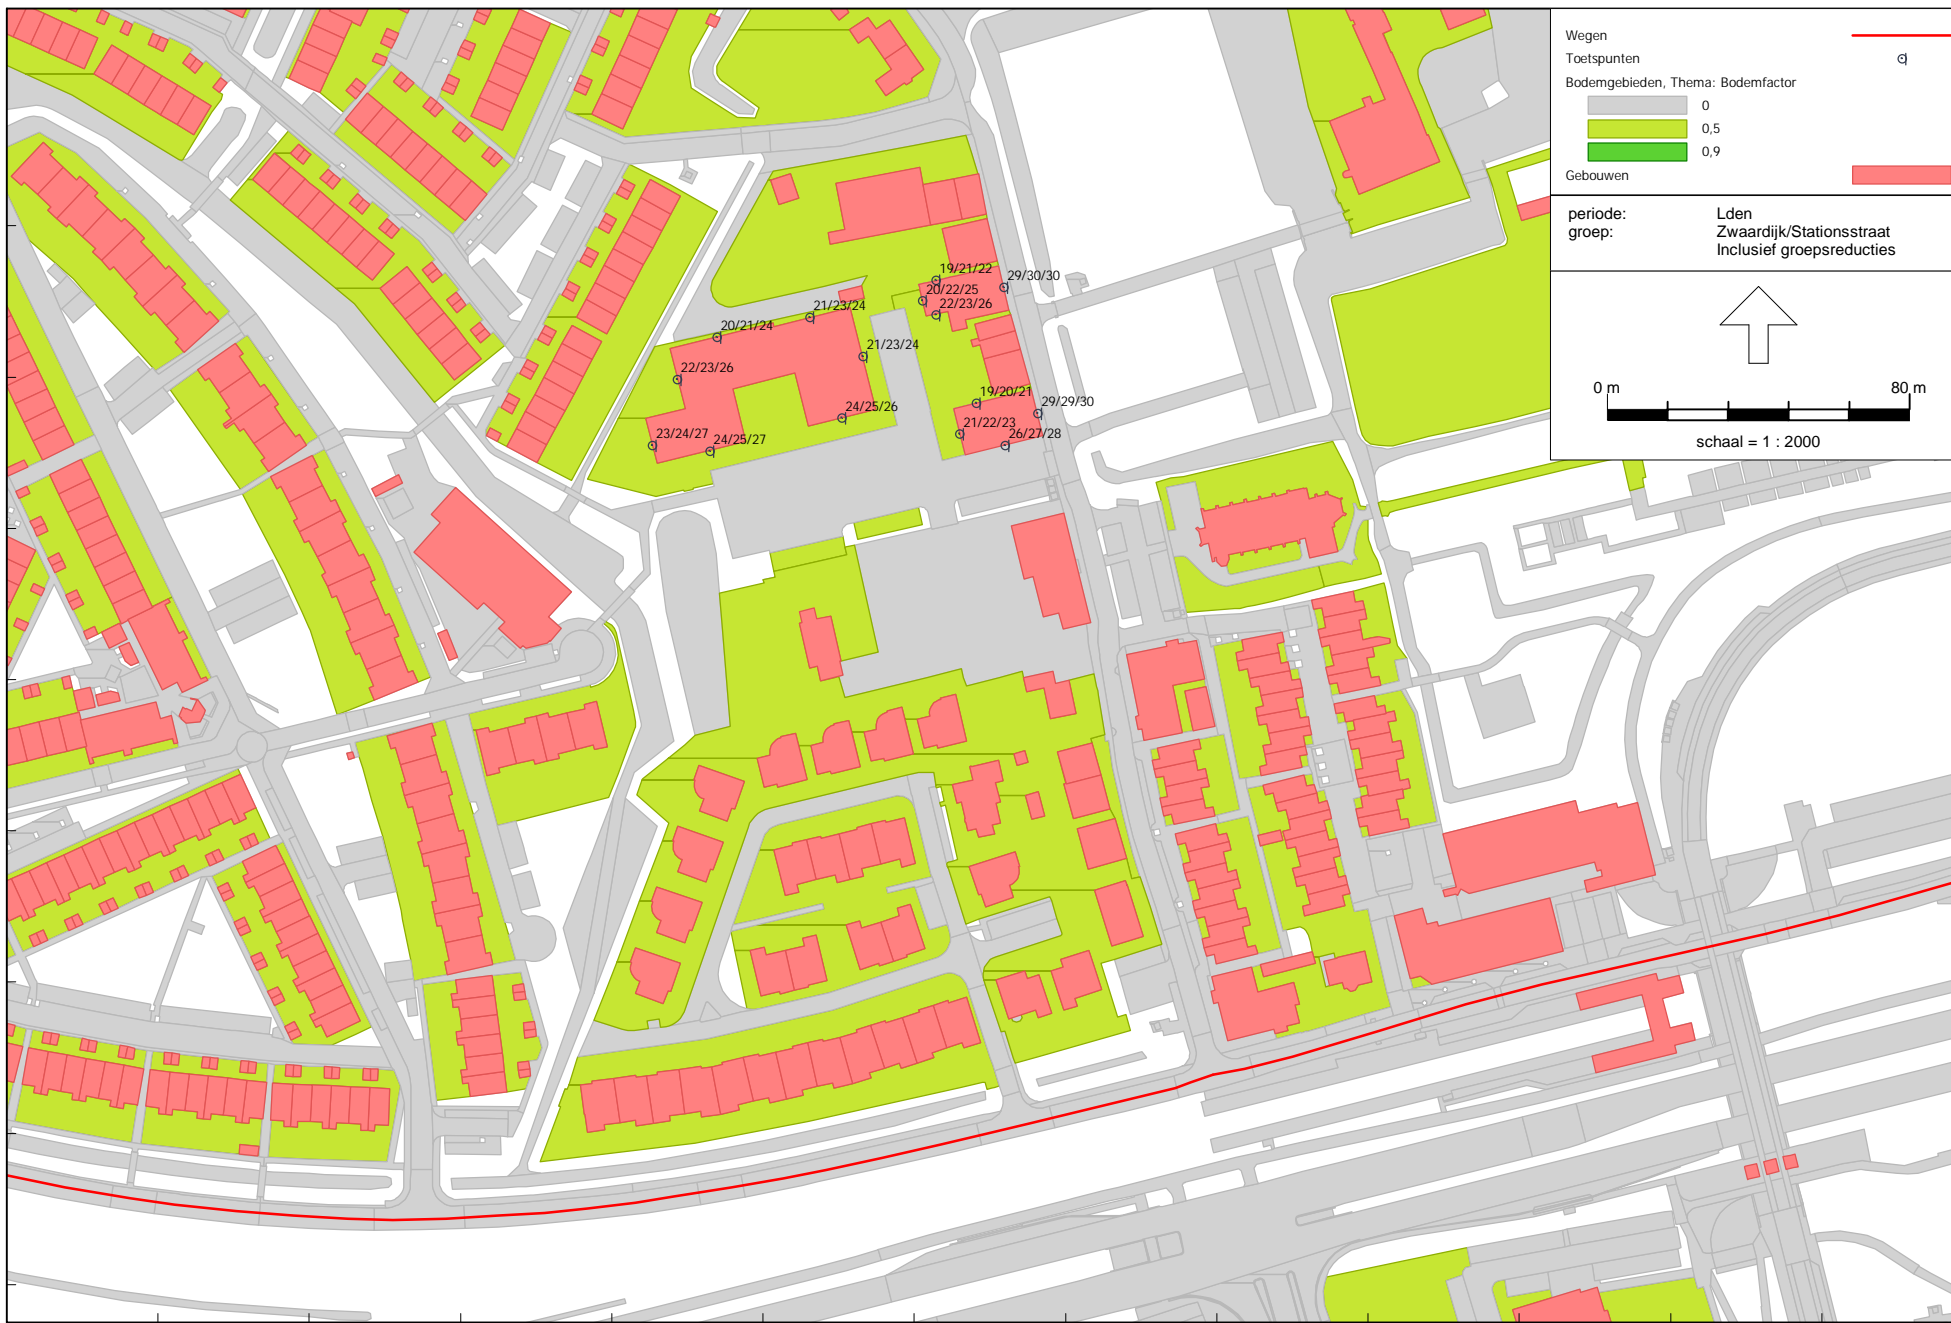 Wegen
Toetspunten
Bodemgebieden, Thema: Bodemfactor
0
0,5
0,9
Gebouwen
periode: Lden
groep: Zwaardijk/Stationsstraat
Inclusief groepsreducties
0 m 80 m
schaal = 1 : 2000
19/21/22
29/30/30
20/22/25
22/23/26
21/23/24
20/21/24
21/23/24
22/23/26
19/20/21
29/29/30
24/25/26
21/22/23
26/27/28
23/24/27
24/25/27